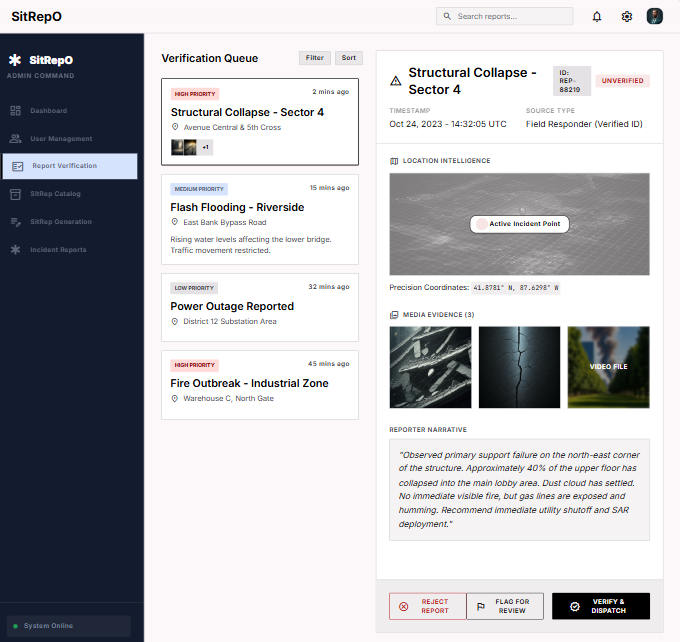 SitRepO
Search reports...
SitRepO
ADMIN COMMAND
Dashboard
User Management
Report Verification
SitRep Catalog
SitRep Generation
Incident Reports
System Online
Verification Queue
Filter
Sort
HIGH PRIORITY
2 mins ago
Structural Collapse - Sector 4
Avenue Central & 5th Cross
+1
MEDIUM PRIORITY
15 mins ago
Flash Flooding - Riverside
East Bank Bypass Road
Rising water levels affecting the lower bridge.
Traffic movement restricted.
LOW PRIORITY
32 mins ago
Power Outage Reported
District 12 Substation Area
HIGH PRIORITY
45 mins ago
Fire Outbreak - Industrial Zone
Warehouse C, North Gate
Structural Collapse -
Sector 4
ID:
REP-
88219
UNVERIFIED
TIMESTAMP
Oct 24, 2023 - 14:32:05 UTC
SOURCE TYPE
Field Responder (Verified ID)
LOCATION INTELLIGENCE
Active Incident Point
Precision Coordinates: 41.8781° N, 87.6298° W
MEDIA EVIDENCE (3)
VIDEO FILE
REPORTER NARRATIVE
"Observed primary support failure on the north-east corner
of the structure. Approximately 40% of the upper floor has
collapsed into the main lobby area. Dust cloud has settled.
No immediate visible fire, but gas lines are exposed and
humming. Recommend immediate utility shutoff and SAR
deployment."
REJECT
REPORT
FLAG FOR
REVIEW
VERIFY &
DISPATCH